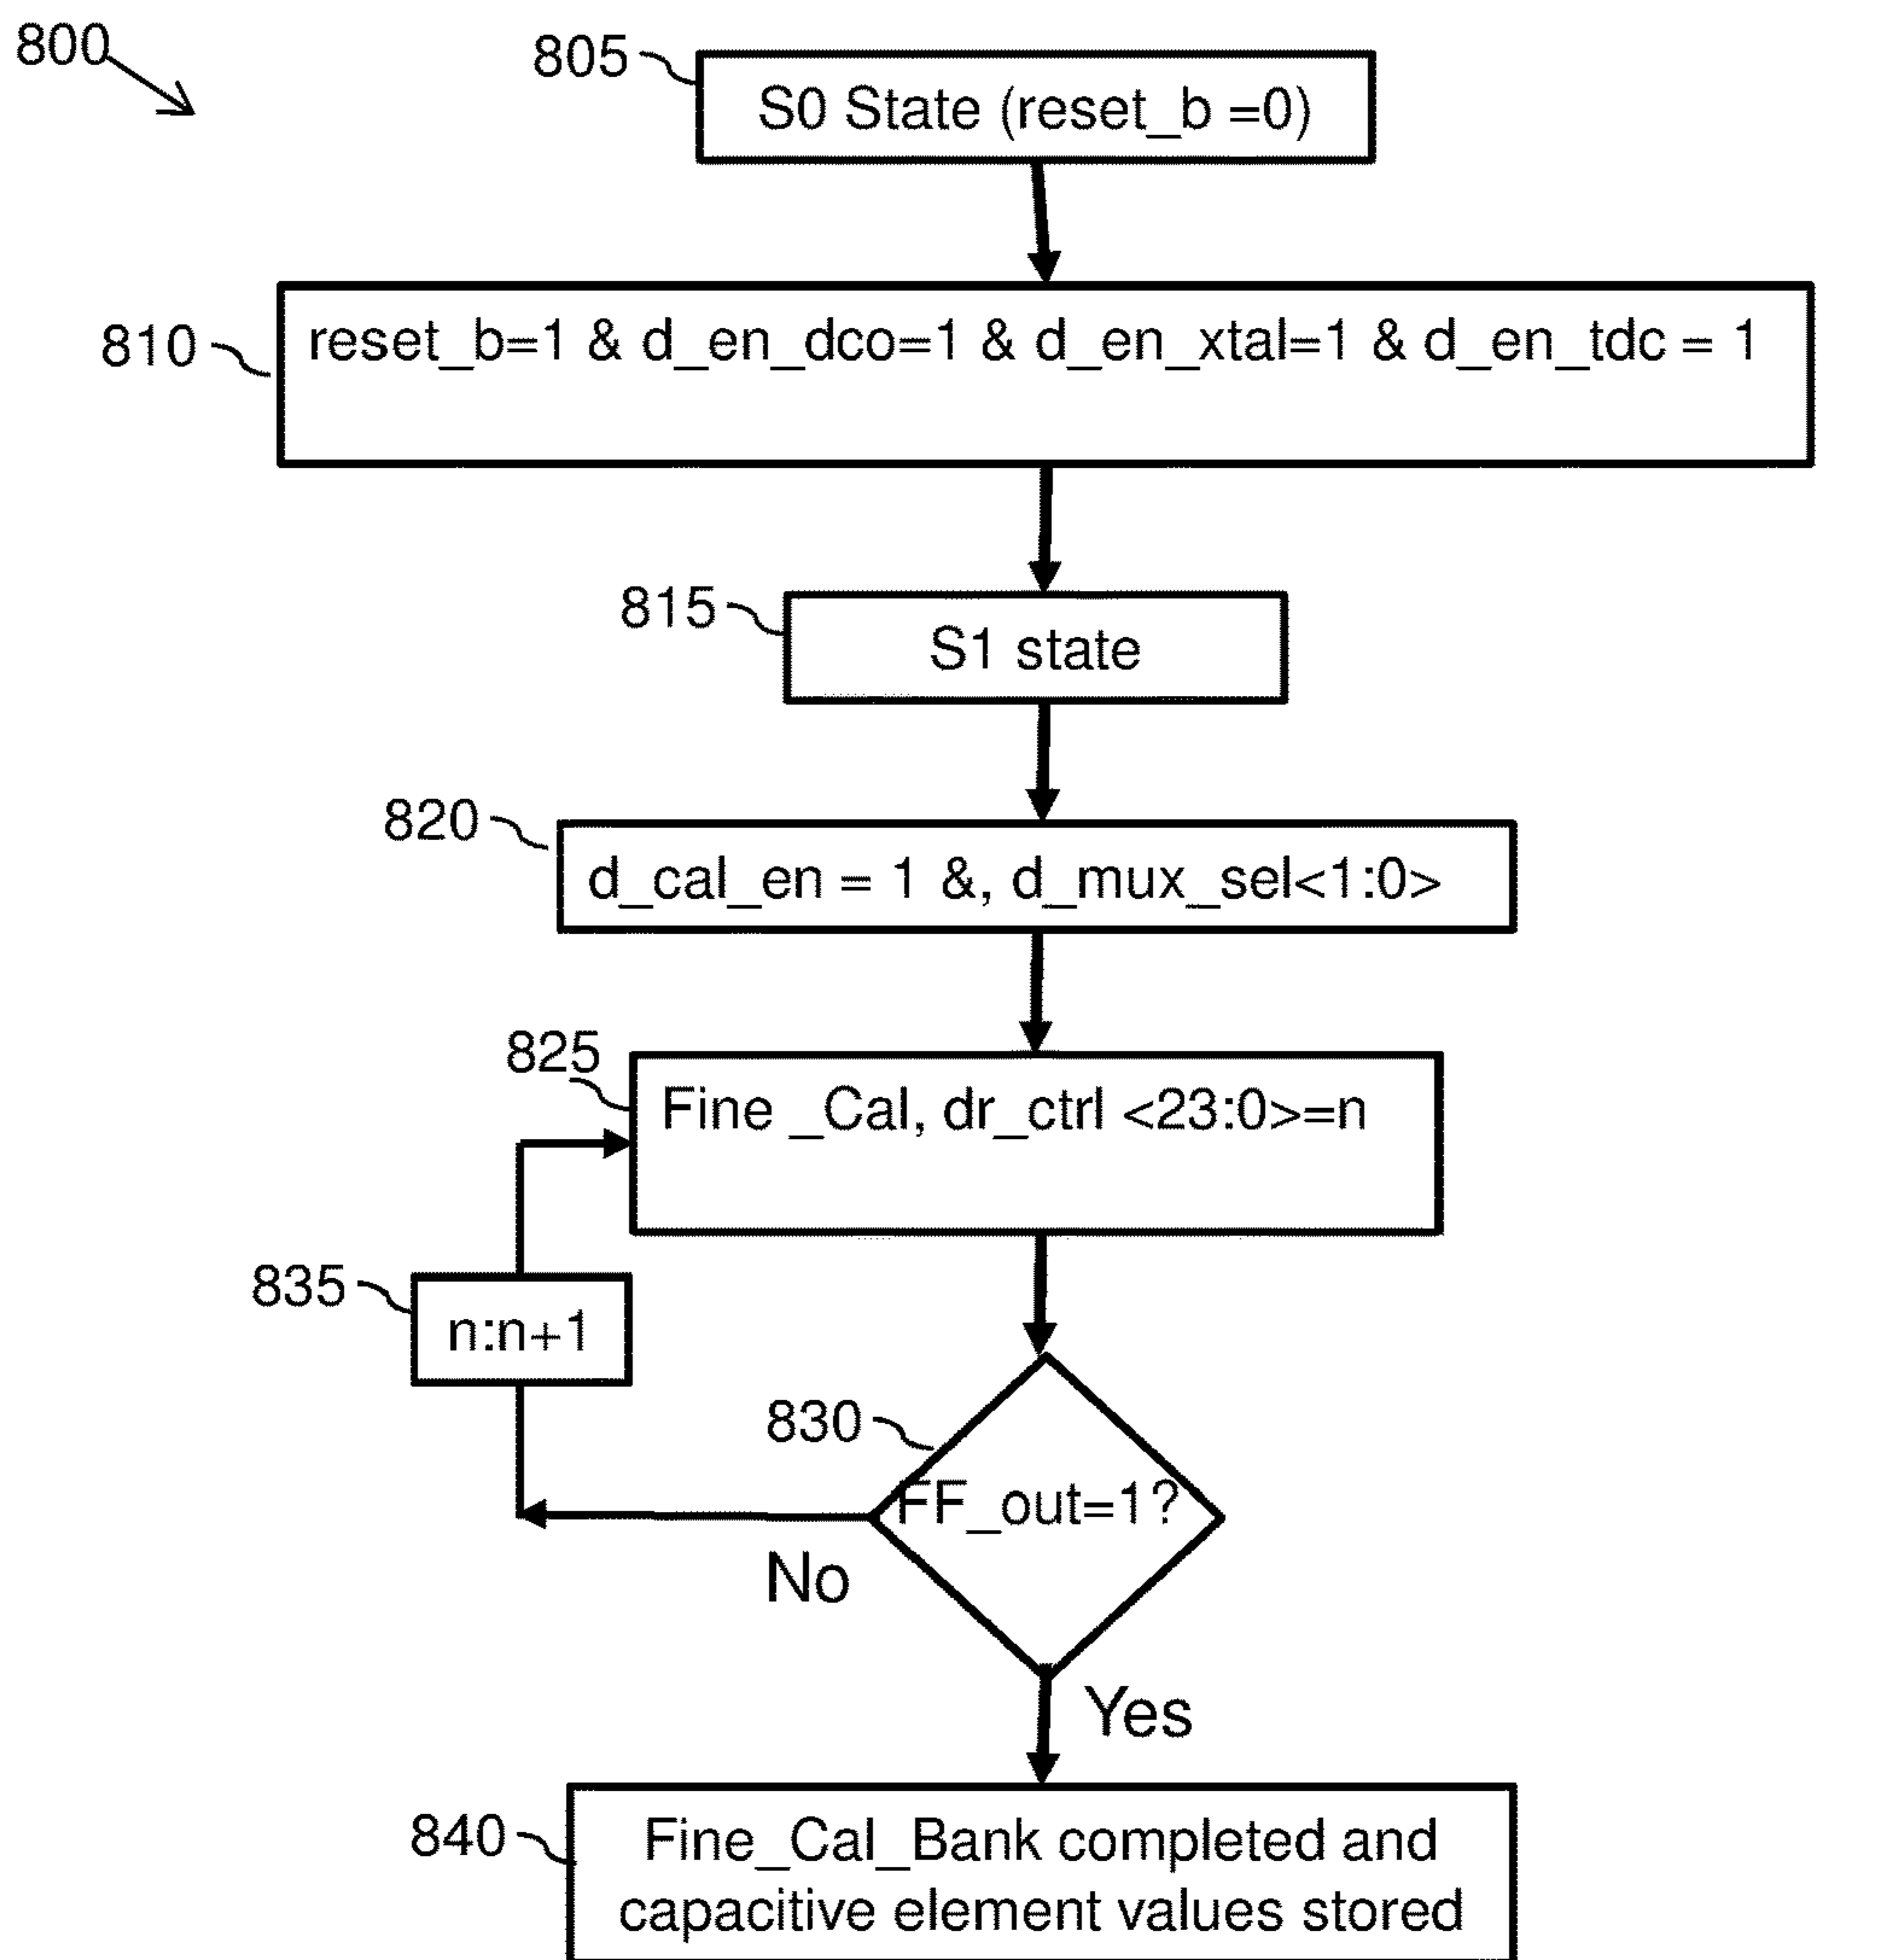 800
805
S0 State (reset_b =0)
810
reset_b=1 & d_en_dco=1 & d_en_xtal=1 & d_en_tdc = 1
815
S1 state
820
d_cal_en = 1 &, d_mux_sel<1:0>
825
Fine _Cal, dr_ctrl <23:0>=n
835
n:n+1
830
FF_out=1?
No
Yes
840
Fine_Cal_Bank completed and
capacitive element values stored